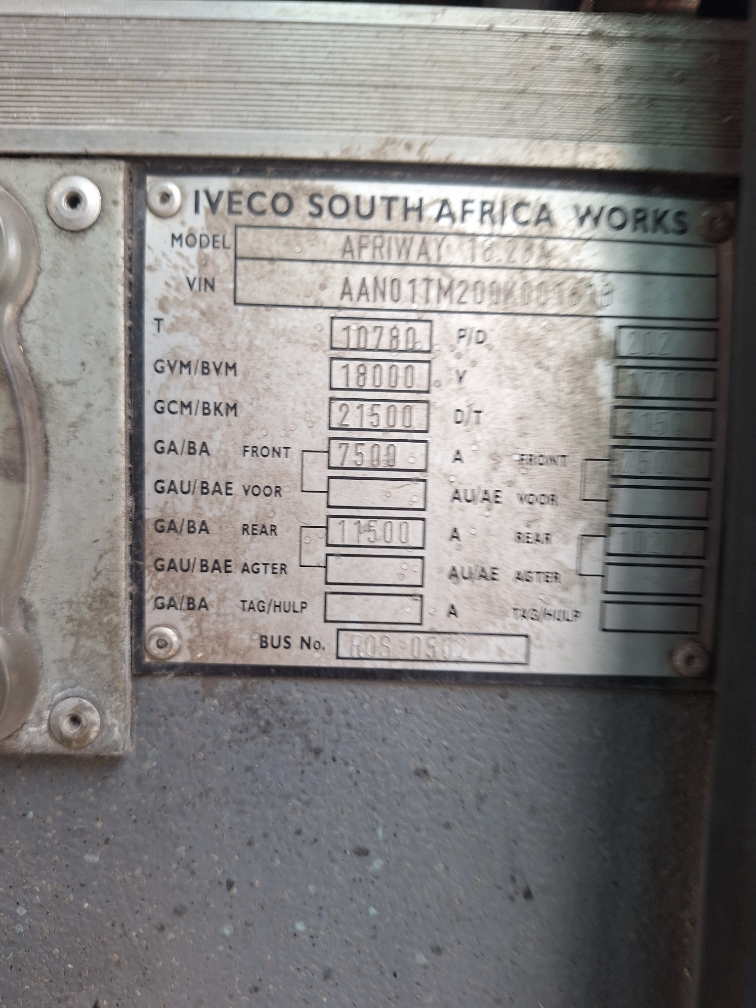 IVECO SOUTH AFRICA WORKS
MODEL AFRIWAY
VIN
T 10780 P/D 202
GVM/BVM 18000 V
GCM/BKM 21500 D/T
GA/BA FRONT 7500 A FRONT
GAU/BAE VOOR AU/AE VOOR
GA/BA REAR 11500 A REAR
GAU/BAE AGTER AU/AE AGTER
GA/BA TAG/HULP A TAG/HULP
BUS No.